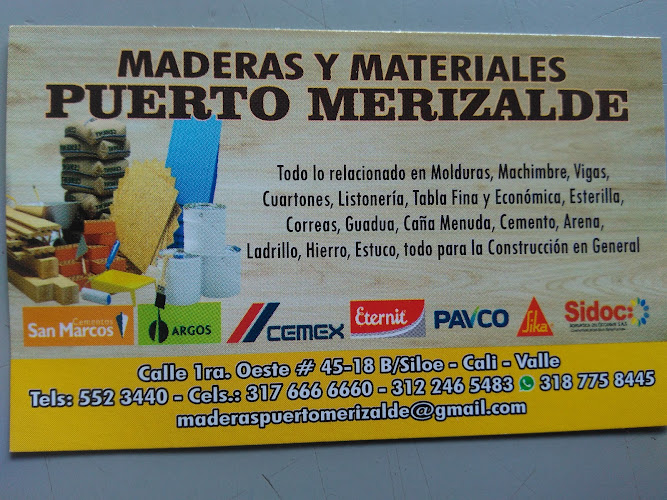 MADERAS Y MATERIALES
PUERTO MERIZALDE
Todo lo relacionado en Molduras, Machimbre, Vigas,
Cuartones, Listonería, Tabla Fina y Económica, Esterilla,
Correas, Guadua, Caña Menuda, Cemento, Arena,
Ladrillo, Hierro, Estuco, todo para la Construcción en General
Cementos
San Marcos
ARGOS
CEMEX
Eternit
PAVCO
Sika
Sidoc
Calle 1ra. Oeste # 45-18 B/Siloe - Cali - Valle
Tels: 552 3440 - Cels.: 317 666 6660 - 312 246 5483 318 775 8445
maderaspuertomerizalde@gmail.com